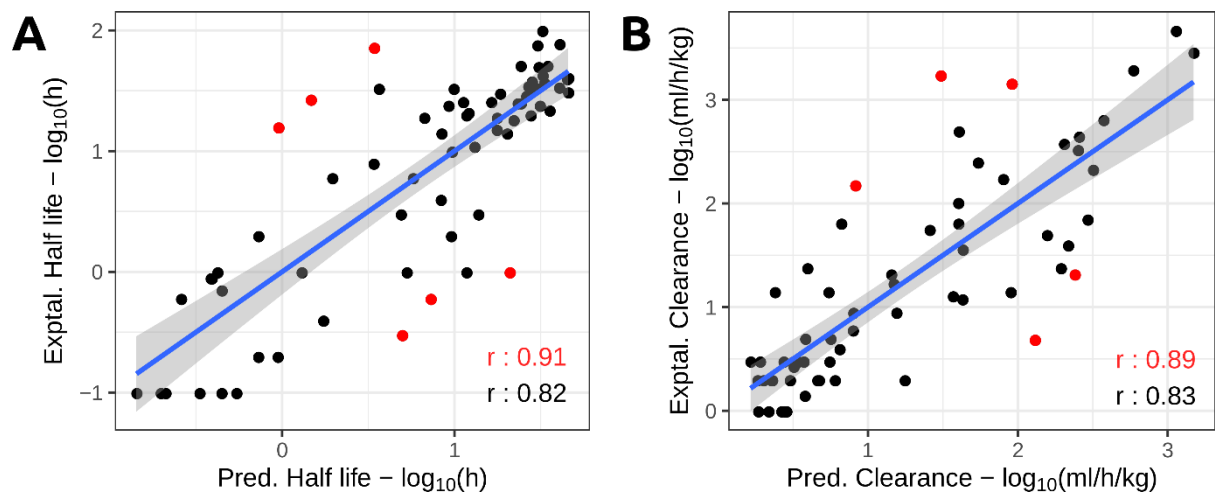 A
Exptal. Half life − log₁₀(h)
2
1
0
−1
0
1
Pred. Half life − log₁₀(h)
r : 0.91
r : 0.82
B
Exptal. Clearance − log₁₀(ml/h/kg)
3
2
1
0
1
2
3
Pred. Clearance − log₁₀(ml/h/kg)
r : 0.89
r : 0.83